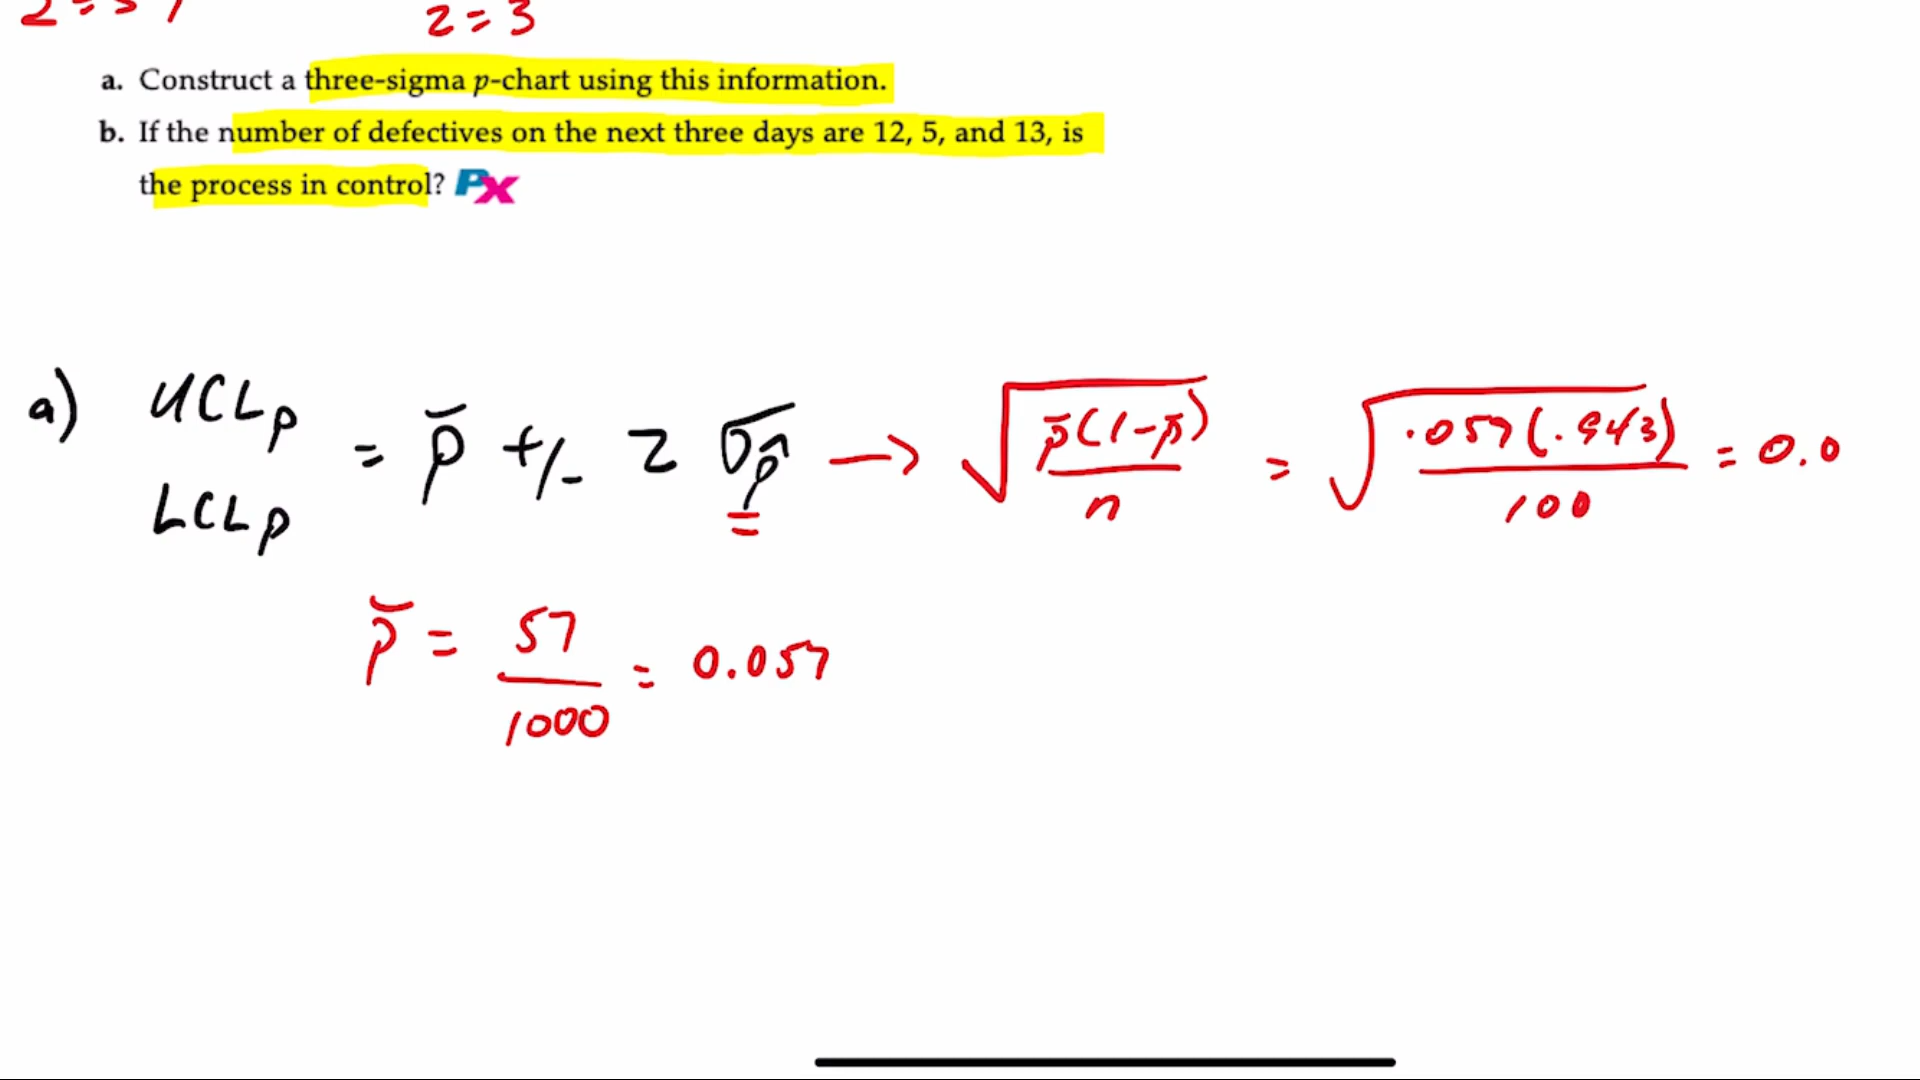 z = 3
a. Construct a three-sigma p-chart using this information.
b. If the number of defectives on the next three days are 12, 5, and 13, is
the process in control? PX
a) UCLp
LCLp
= p̄ +/- z σp̂ → √(p̄(1-p̄)/n) = √(.057(.943)/100) = 0.0
p̄ = 57/1000 = 0.057